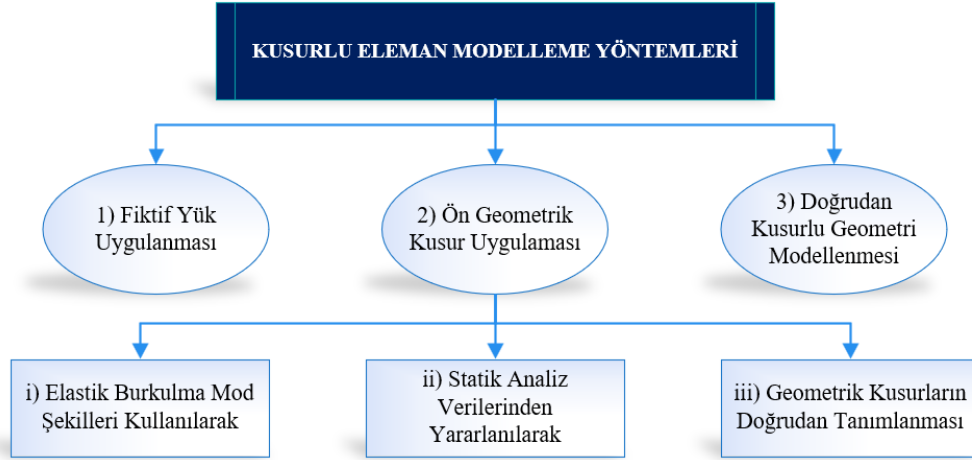 KUSURLU ELEMAN MODELLEME YÖNTEMLERİ
1) Fiktif Yük
Uygulanması
2) Ön Geometrik
Kusur Uygulaması
3) Doğrudan
Kusurlu Geometri
Modellenmesi
i) Elastik Burkulma Mod
Şekilleri Kullanılarak
ii) Statik Analiz
Verilerinden
Yararlanılarak
iii) Geometrik Kusurların
Doğrudan Tanımlanması